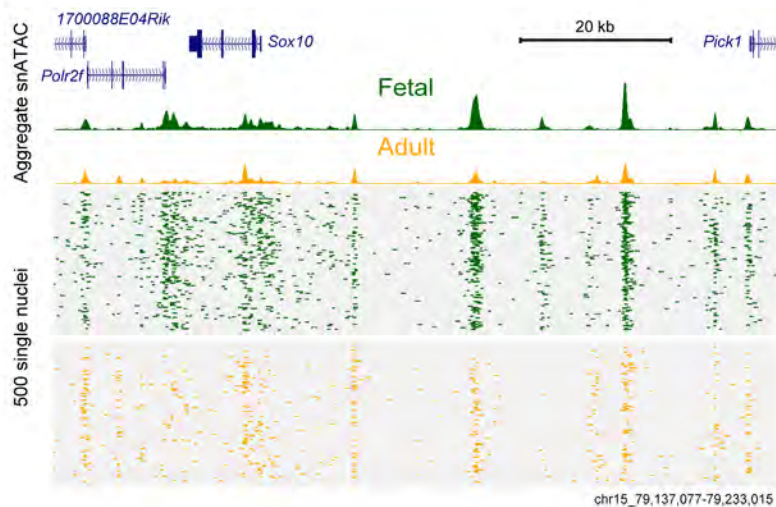 1700088E04Rik
20 kb
Sox10
Pick1
Polr2f
Aggregate snATAC
Fetal
Adult
500 single nuclei
chr15_79,137,077-79,233,015